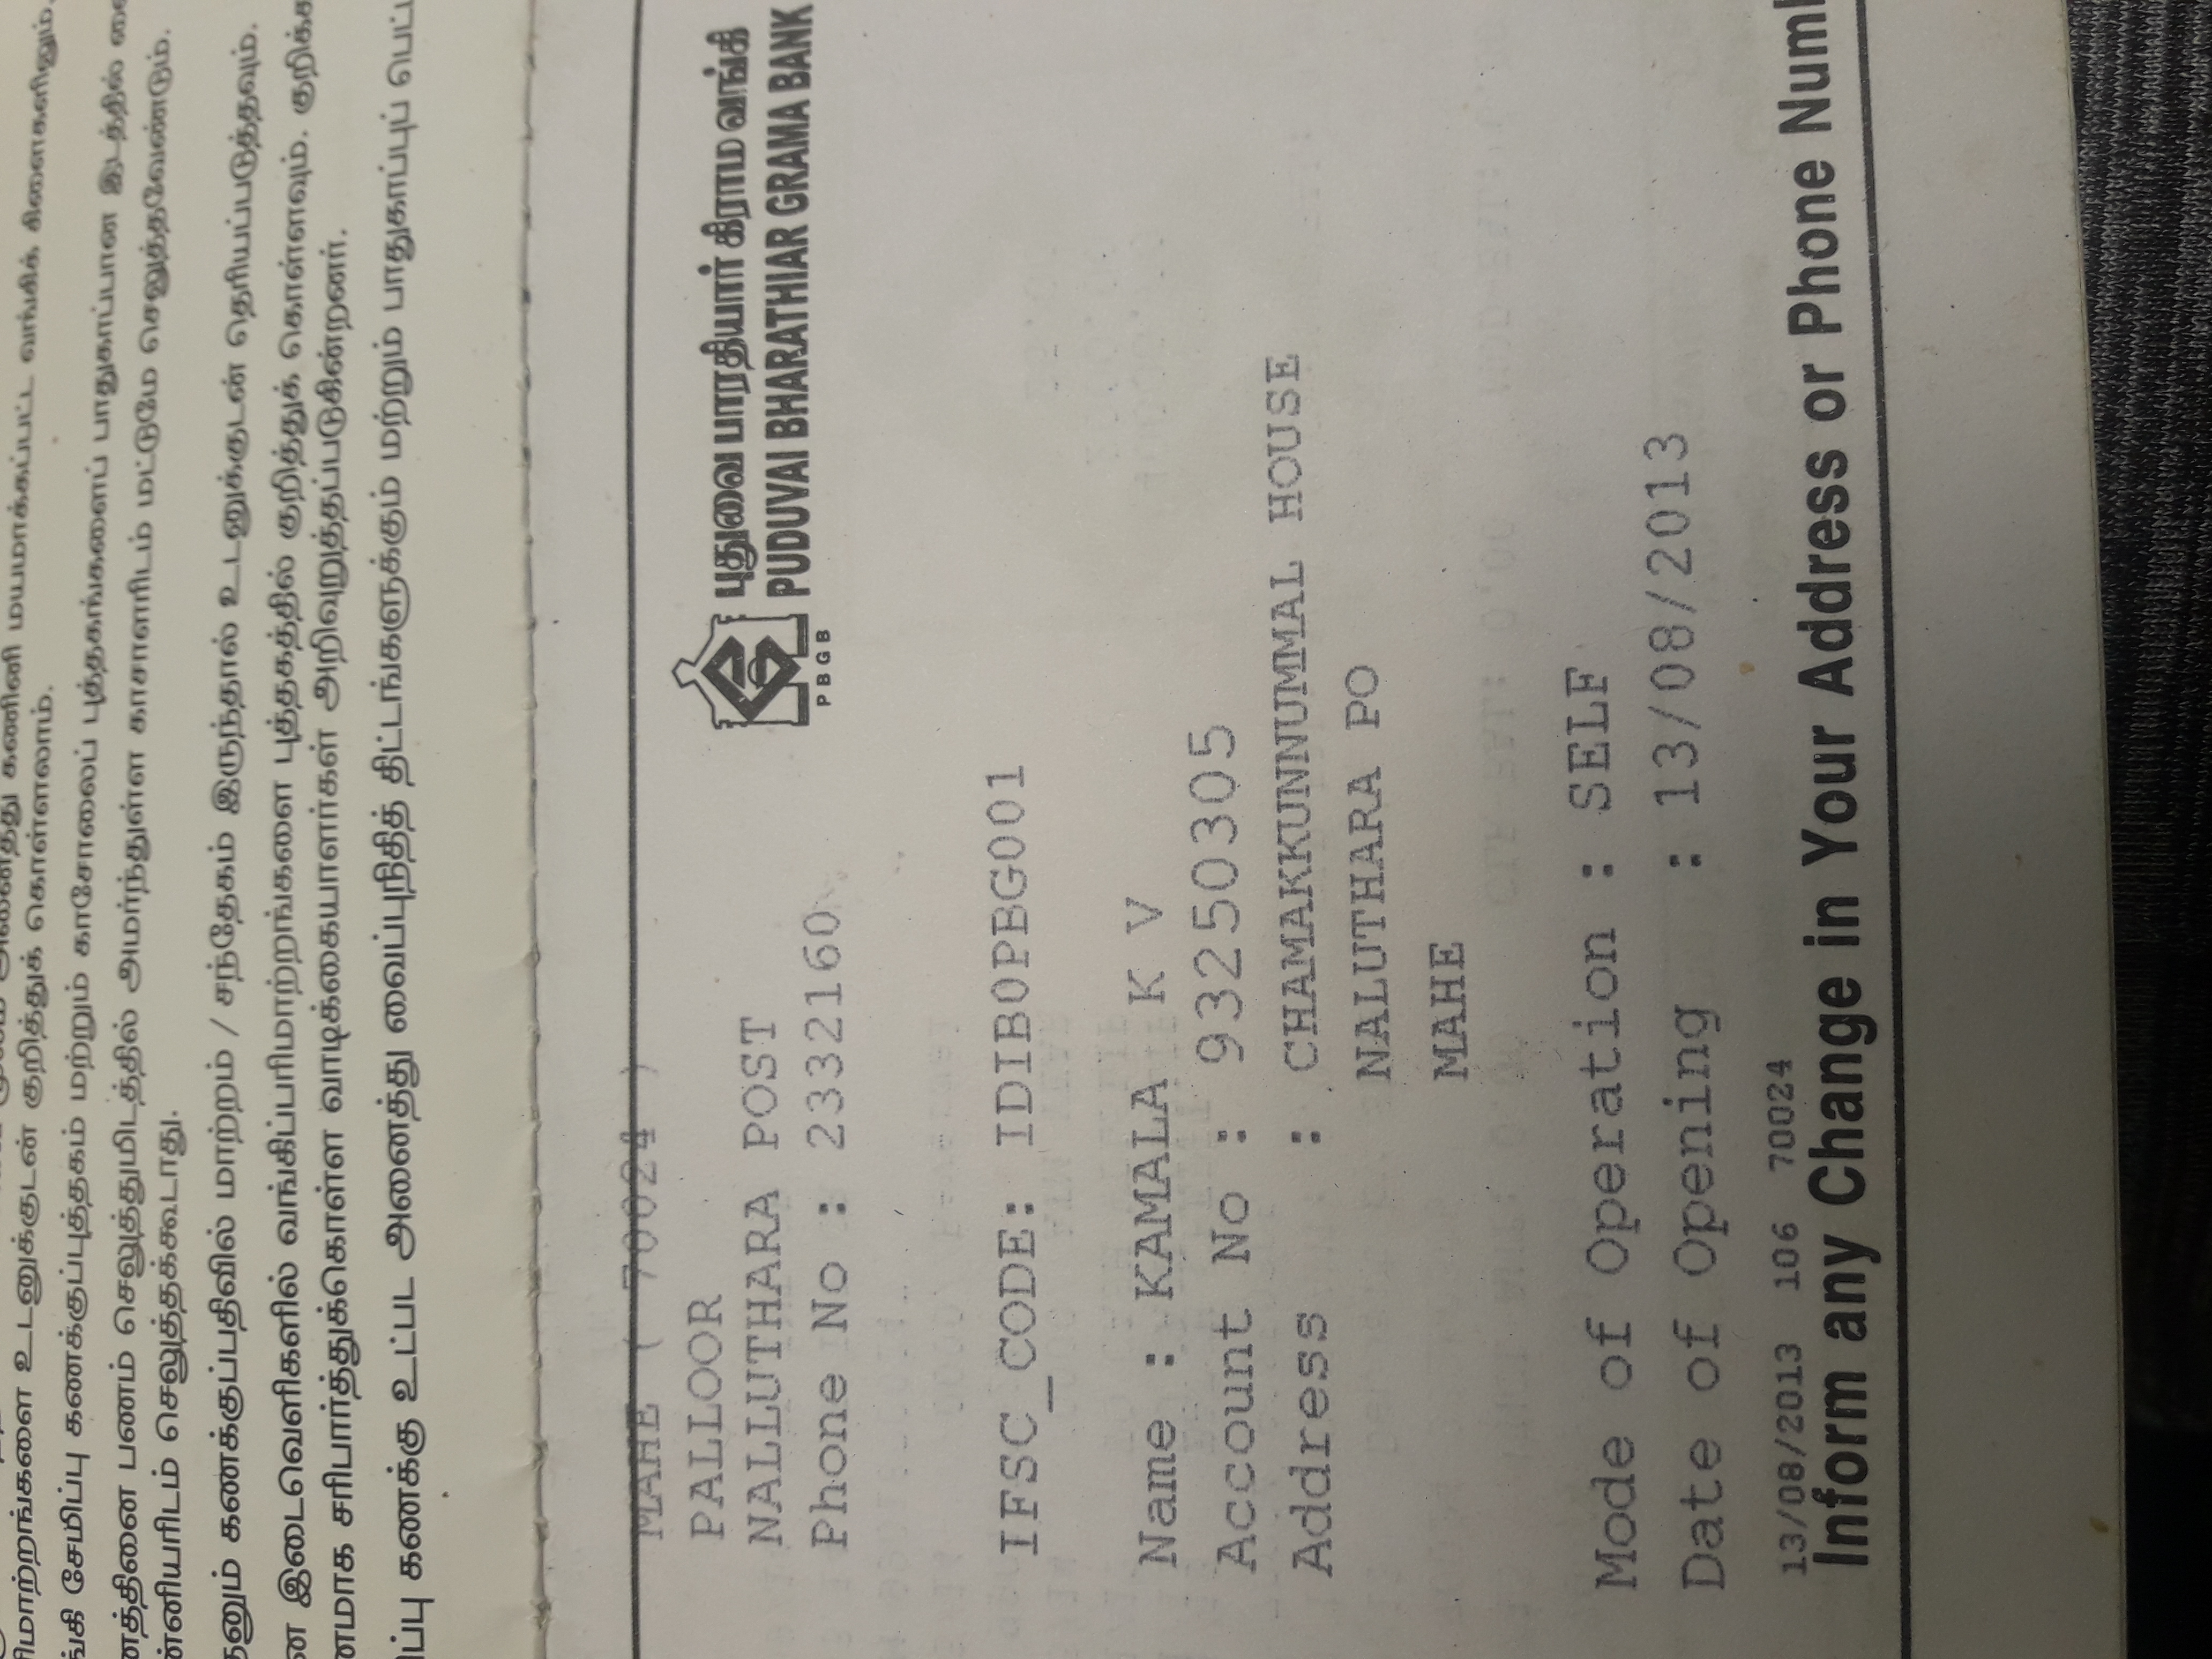 அனைத்து கணினி மயமாக்கப்பட்ட வங்கிக் கிளைகளிலும்,
ரிமாற்றங்களை உடனுக்குடன் குறித்துக் கொள்ளலாம்.
ங்கி சேமிப்பு கணக்குப்புத்தகம் மற்றும் காசோலைப் புத்தகங்களைப் பாதுகாப்பான இடத்தில்
னத்தினை பணம் செலுத்துமிடத்தில் அமர்ந்துள்ள காசாளரிடம் மட்டுமே செலுத்தவேண்டும்.
ன்னியரிடம் செலுத்தக்கூடாது.
தனும் கணக்குப்பதிவில் மாற்றம் / சந்தேகம் இருந்தால் உடனுக்குடன் தெரியப்படுத்தவும்.
ன இடைவெளிகளில் வங்கிப்பரிமாற்றங்களை புத்தகத்தில் குறித்துக் கொள்ளவும். குறிக்க
னமாக சரிபார்த்துக்கொள்ள வாடிக்கையாளர்கள் அறிவுறுத்தப்படுகின்றனர்.
ப்பு கணக்கு உட்பட அனைத்து வைப்புநிதித் திட்டங்களுக்கும் மற்றும் பாதுகாப்புப் பெட்
MAHE ( 70024 )
PALLOOR
NALLUTHARA POST
Phone No : 2332160
புதுவை பாரதியார் கிராம வங்கி
PUDUVAI BHARATHIAR GRAMA BANK
PBGB
IFSC_CODE: IDIB0PBG001
Name : KAMALA K V
Account No : 93250305
Address : CHAMAKKUNNUMMAL HOUSE
NALUTHARA PO
MAHE
Mode of Operation : SELF
Date of Opening : 13/08/2013
13/08/2013 106 70024
Inform any Change in Your Address or Phone Num